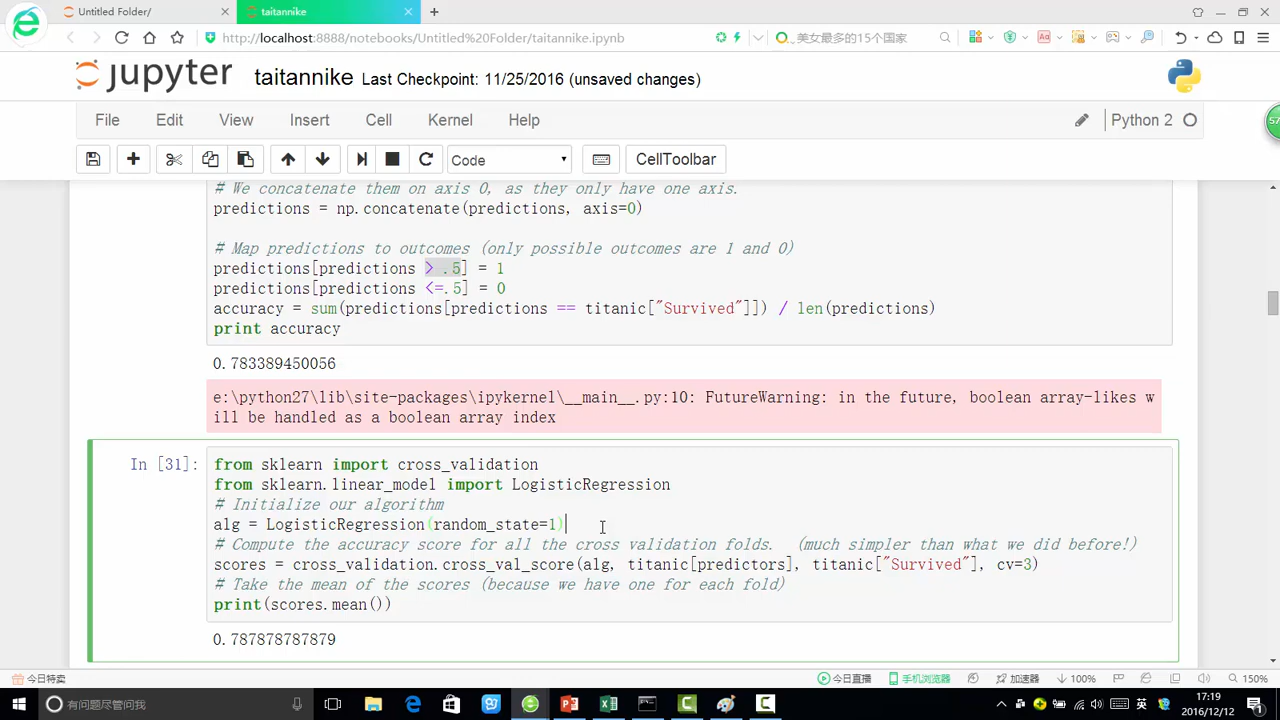 Untitled Folder/
taitannike
http://localhost:8888/notebooks/Untitled%20Folder/taitannike.ipynb
美女最多的15个国家
jupyter taitannike Last Checkpoint: 11/25/2016 (unsaved changes)
File Edit View Insert Cell Kernel Help Python 2
57
Code CellToolbar
# We concatenate them on axis 0, as they only have one axis.
predictions = np.concatenate(predictions, axis=0)
# Map predictions to outcomes (only possible outcomes are 1 and 0)
predictions[predictions > .5] = 1
predictions[predictions <=.5] = 0
accuracy = sum(predictions[predictions == titanic["Survived"]]) / len(predictions)
print accuracy
0.783389450056
e:\python27\lib\site-packages\ipykernel\__main__.py:10: FutureWarning: in the future, boolean array-likes w
ill be handled as a boolean array index
In [31]:
from sklearn import cross_validation
from sklearn.linear_model import LogisticRegression
# Initialize our algorithm
alg = LogisticRegression(random_state=1)
# Compute the accuracy score for all the cross validation folds. (much simpler than what we did before!)
scores = cross_validation.cross_val_score(alg, titanic[predictors], titanic["Survived"], cv=3)
# Take the mean of the scores (because we have one for each fold)
print(scores.mean())
0.787878787879
今日特卖 今日直播 手机浏览器 加速器 100% 150%
有问题尽管问我
英
17:19
2016/12/12